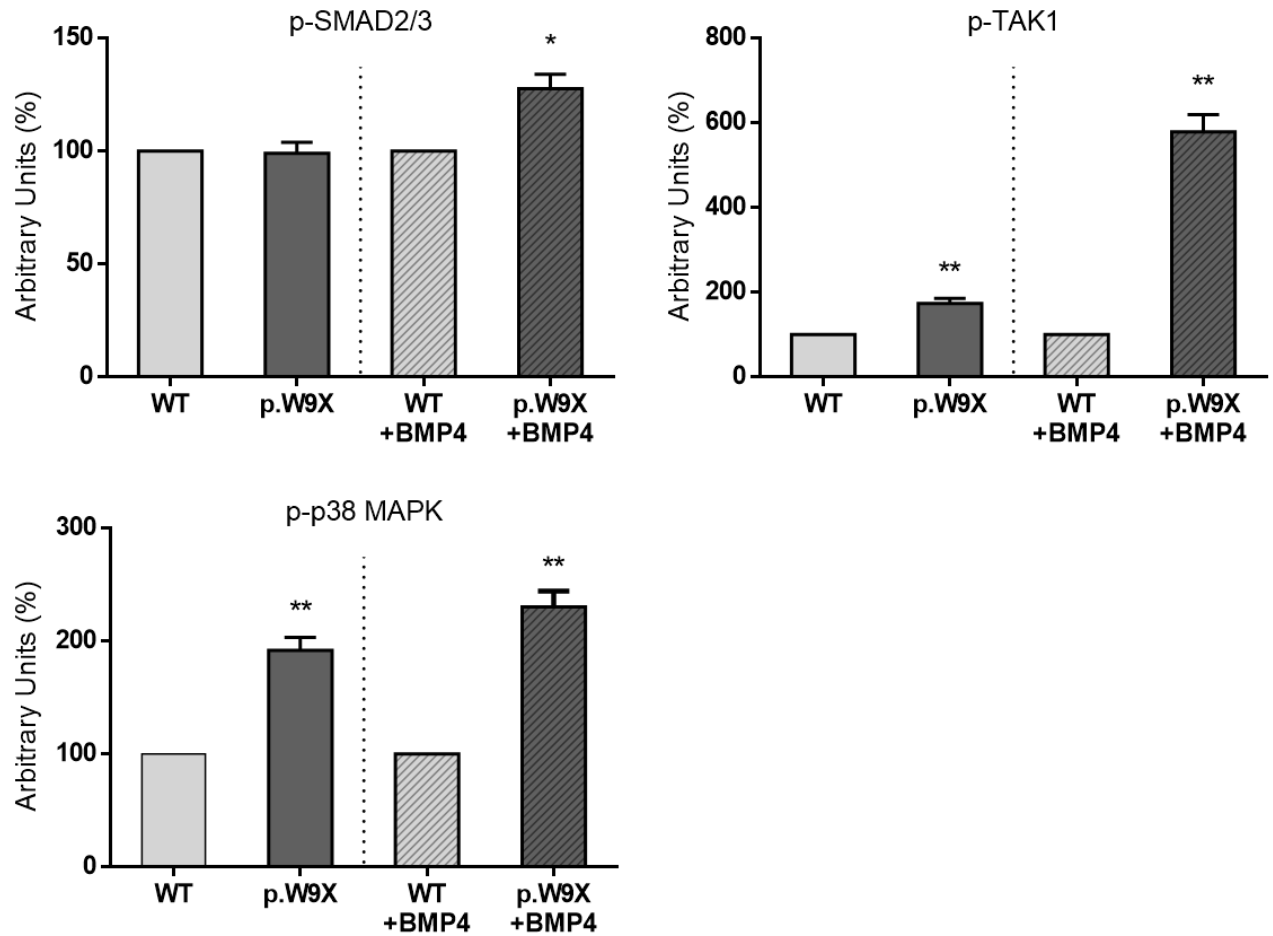 p-SMAD2/3
Arbitrary Units (%)
150
100
50
0
*
WT
p.W9X
WT
+BMP4
p.W9X
+BMP4
p-TAK1
Arbitrary Units (%)
800
600
400
200
0
**
**
WT
p.W9X
WT
+BMP4
p.W9X
+BMP4
p-p38 MAPK
Arbitrary Units (%)
300
200
100
0
**
**
WT
p.W9X
WT
+BMP4
p.W9X
+BMP4